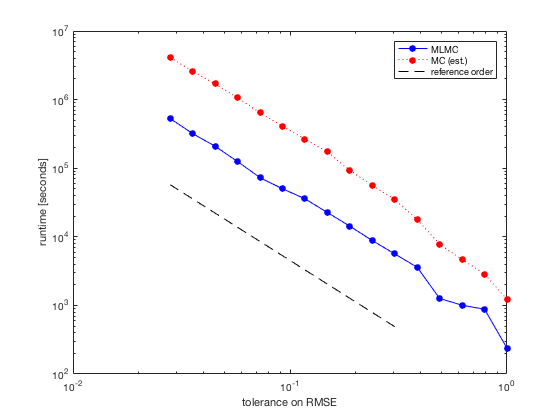 10^7
MLMC
MC (est.)
reference order
10^6
10^5
runtime [seconds]
10^4
10^3
10^2
10^-2
10^-1
10^0
tolerance on RMSE